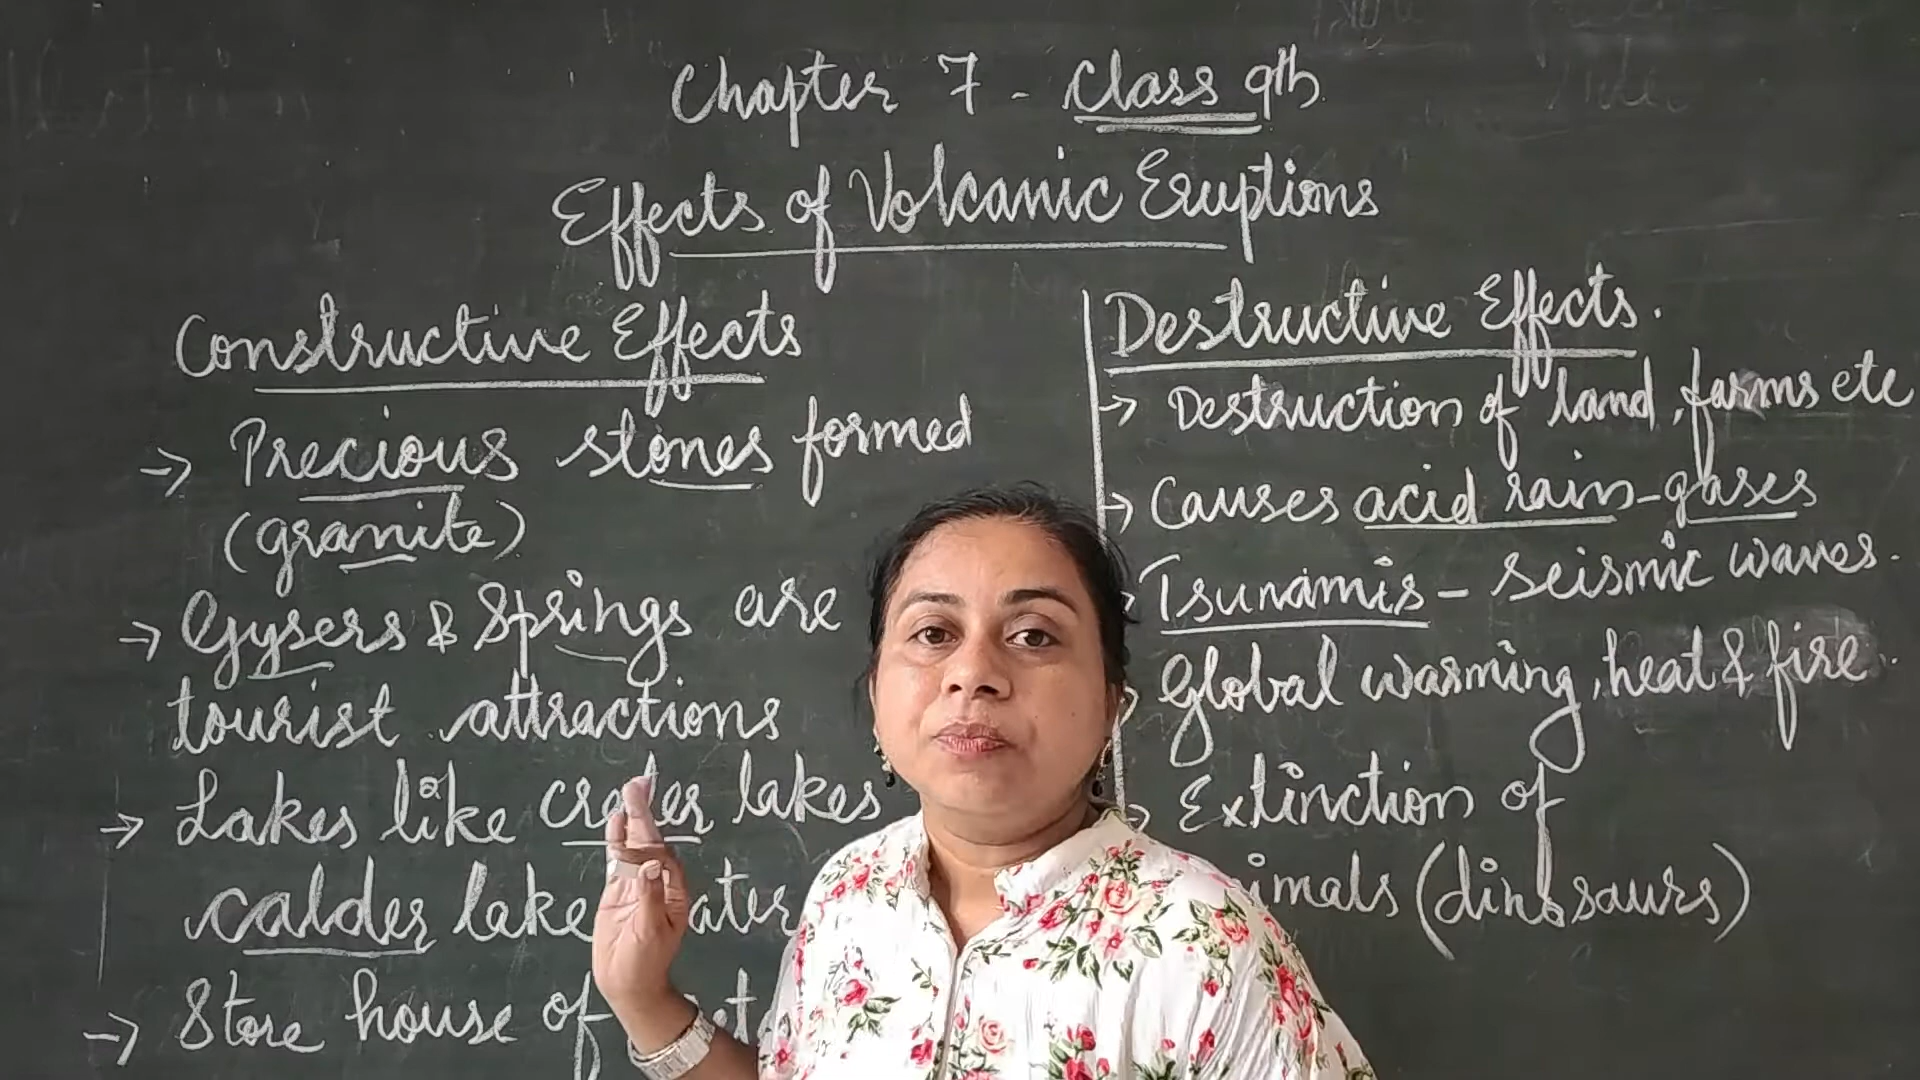 Chapter 7 - Class 9th
Effects of Volcanic Eruptions
Constructive Effects
→ Precious stones formed
(granite)
→ Gysers & Springs are
tourist attractions
→ Lakes like crater lakes
calder lake
→ Store house of
Destructive Effects.
→ Destruction of land, farms etc
→ Causes acid rain - gases
Tsunamis - seismic waves.
Global warming, heat & fire.
Extinction of
(dinosaurs)